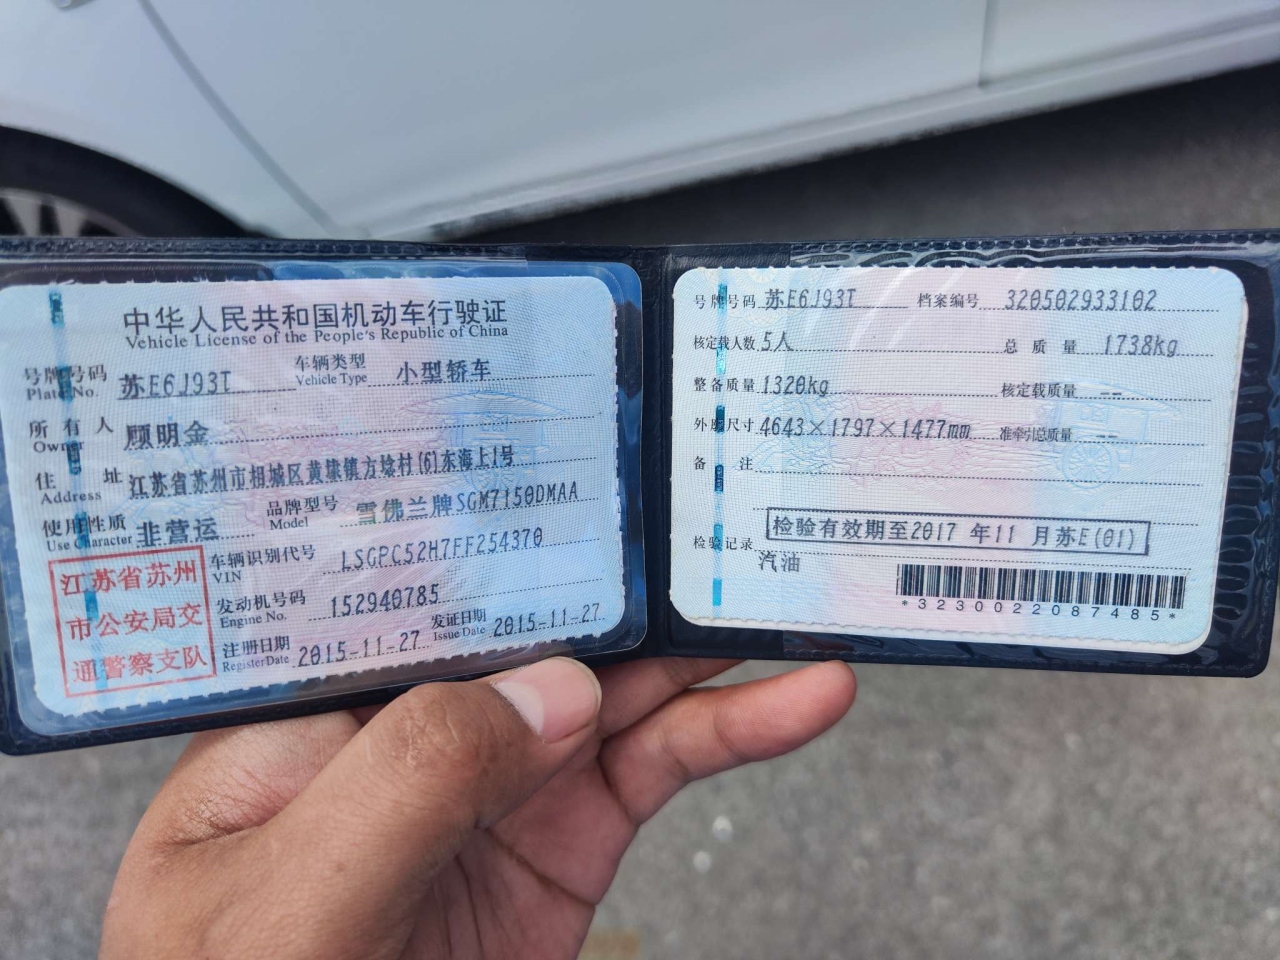 中华人民共和国机动车行驶证
Vehicle License of the People's Republic of China
号牌号码 苏E6J93T 车辆类型 小型轿车
Plate No. Vehicle Type
所有人 顾明金
Owner
住址 江苏省苏州市相城区黄埭镇方埝村(6)东海上1号
Address
使用性质 非营运 品牌型号 雪佛兰牌SGM7150DMAA
Use Character Model
江苏省苏州
市公安局交
通警察支队
车辆识别代号 LSGPC52H7FF254370
VIN
发动机号码 152940785
Engine No.
注册日期 2015-11-27 发证日期 2015-11-27
Register Date Issue Date
号牌号码 苏E6J93T 档案编号 320502933102
核定载人数 5人 总质量 1738kg
整备质量 1320kg 核定载质量 --
外廓尺寸 4643×1797×1477mm 准牵引总质量 --
备注
检验有效期至2017 年11 月苏E(01)
检验记录
汽油
*3230022087485*